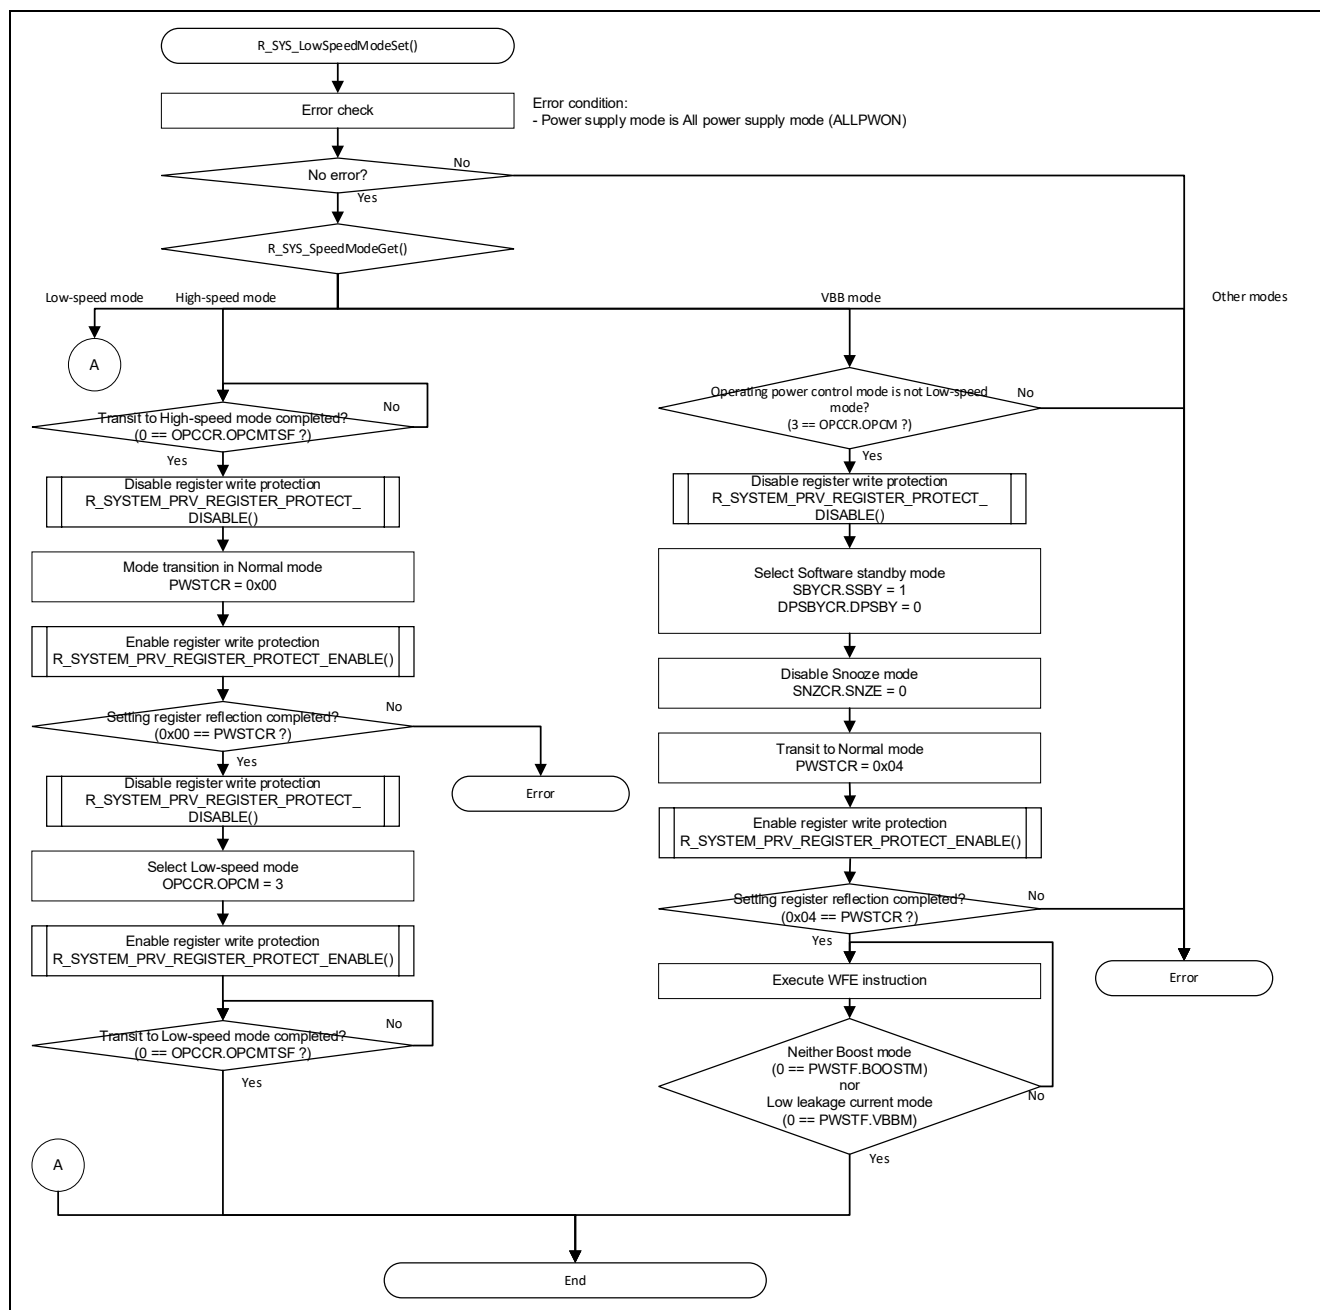 R_SYS_LowSpeedModeSet()
Error check
Error condition:
- Power supply mode is All power supply mode (ALLPWON)
No error?
No
Yes
R_SYS_SpeedModeGet()
Low-speed mode
High-speed mode
VBB mode
Other modes
A
Transit to High-speed mode completed?
(0 == OPCCR.OPCMTSF ?)
No
Yes
Disable register write protection
R_SYSTEM_PRV_REGISTER_PROTECT_
DISABLE()
Mode transition in Normal mode
PWSTCR = 0x00
Enable register write protection
R_SYSTEM_PRV_REGISTER_PROTECT_ENABLE()
Setting register reflection completed?
(0x00 == PWSTCR ?)
No
Yes
Error
Disable register write protection
R_SYSTEM_PRV_REGISTER_PROTECT_
DISABLE()
Select Low-speed mode
OPCCR.OPCM = 3
Enable register write protection
R_SYSTEM_PRV_REGISTER_PROTECT_ENABLE()
Transit to Low-speed mode completed?
(0 == OPCCR.OPCMTSF ?)
No
Yes
Operating power control mode is not Low-speed
mode?
(3 == OPCCR.OPCM ?)
No
Yes
Disable register write protection
R_SYSTEM_PRV_REGISTER_PROTECT_
DISABLE()
Select Software standby mode
SBYCR.SSBY = 1
DPSBYCR.DPSBY = 0
Disable Snooze mode
SNZCR.SNZE = 0
Transit to Normal mode
PWSTCR = 0x04
Enable register write protection
R_SYSTEM_PRV_REGISTER_PROTECT_ENABLE()
Setting register reflection completed?
(0x04 == PWSTCR ?)
No
Yes
Error
Execute WFE instruction
Neither Boost mode
(0 == PWSTF.BOOSTM)
nor
Low leakage current mode
(0 == PWSTF.VBBM)
No
Yes
A
End